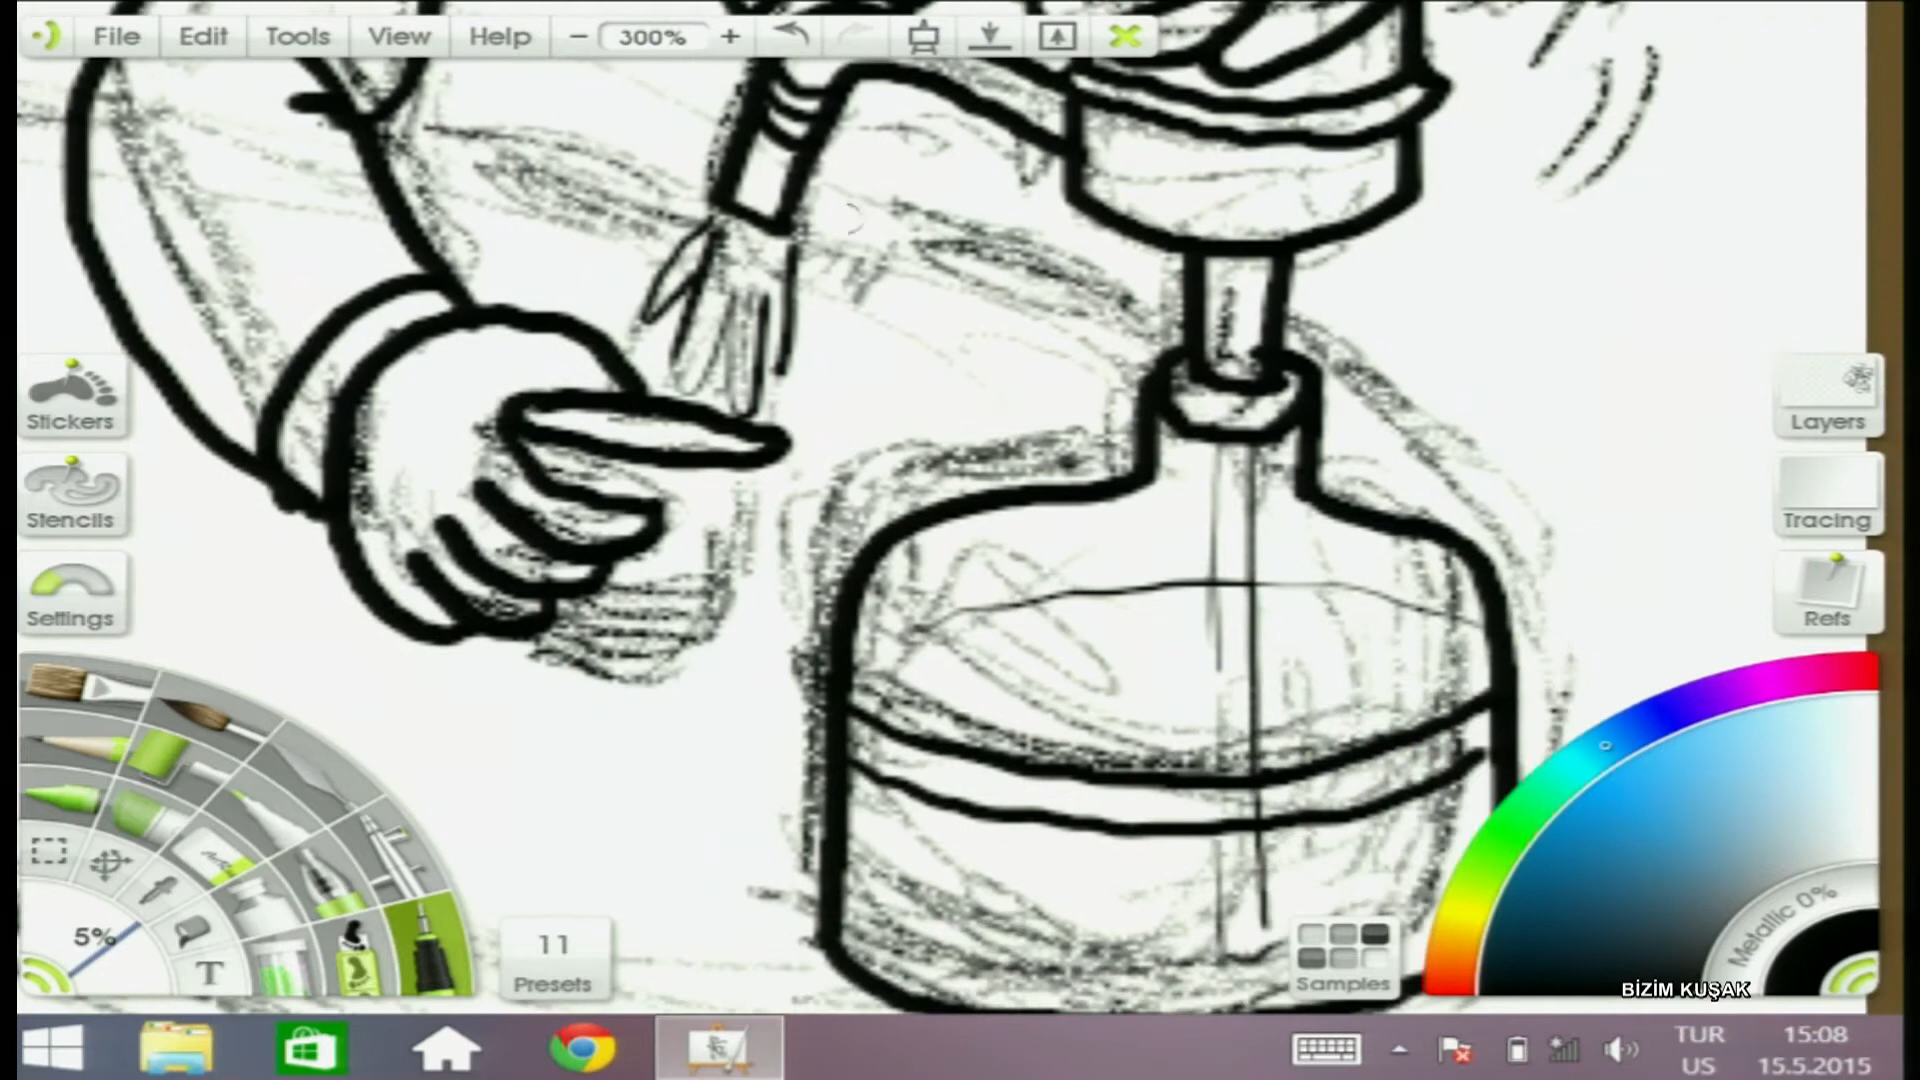 File Edit Tools View Help − 300% +
Stickers
Stencils
Settings
Layers
Tracing
Refs
5%
T
11
Presets
Samples
Metallic 0%
BİZİM KUŞAK
TUR
US
15:08
15.5.2015